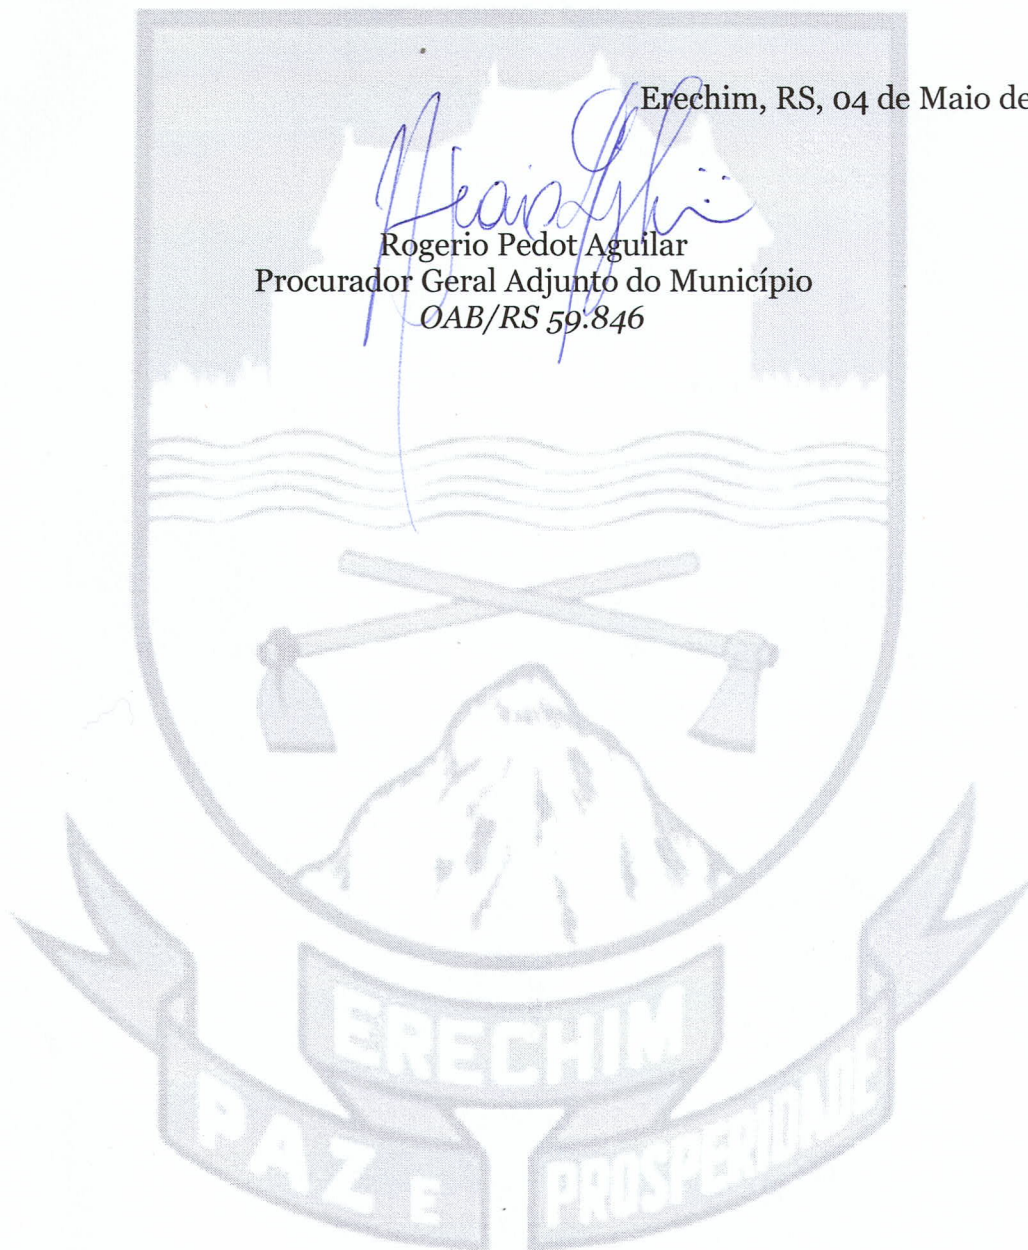 Erechim, RS, 04 de Maio de
Rogerio Pedot Aguilar
Procurador Geral Adjunto do Município
OAB/RS 59.846
ERECHIM
PAZ E PROSPERIDADE